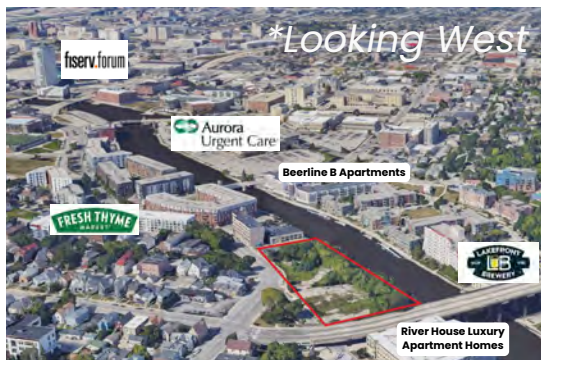 *Looking West
fiserv.forum
Aurora
Urgent Care
Beerline B Apartments
FRESH THYME
MARKET
LAKEFRONT
LB
BREWERY
River House Luxury
Apartment Homes